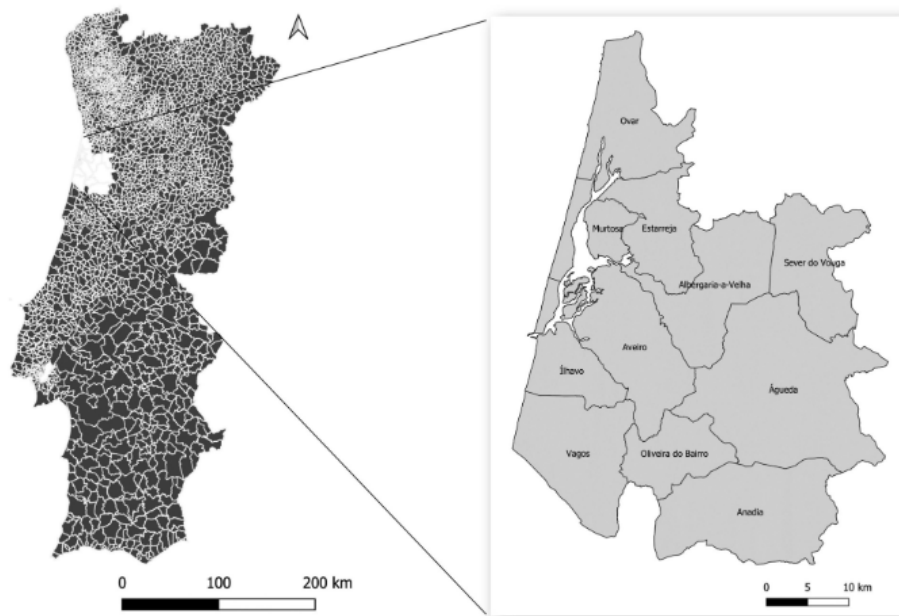 Ovar
Murtosa
Estarreja
Sever do Vouga
Albergaria-a-Velha
Aveiro
Ílhavo
Águeda
Vagos
Oliveira do Bairro
Anadia
0 100 200 km
0 5 10 km